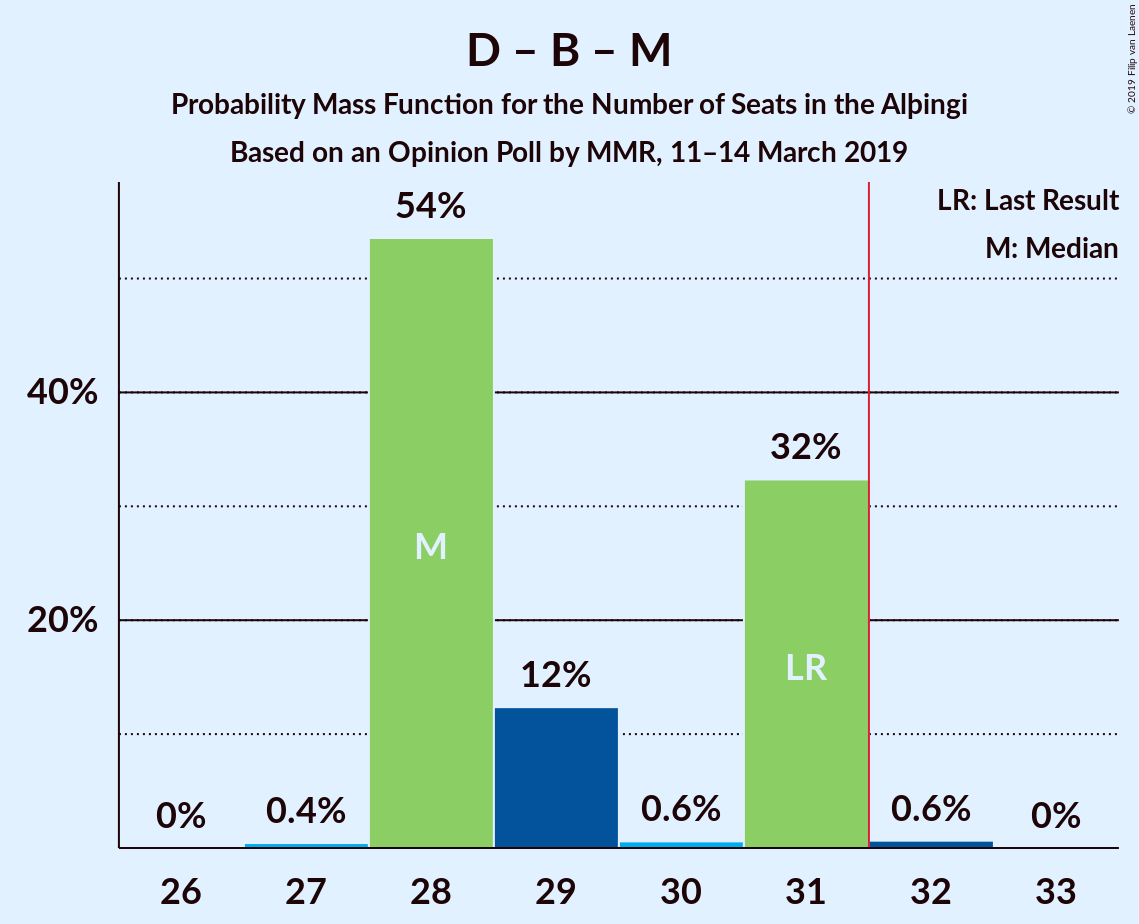 D – B – M
Probability Mass Function for the Number of Seats in the Alþingi
Based on an Opinion Poll by MMR, 11–14 March 2019
© 2019 Filip van Laenen
LR: Last Result
M: Median
54%
40%
32%
M
20%
12%
LR
0%
0.4%
0.6%
0.6%
0%
26 27 28 29 30 31 32 33